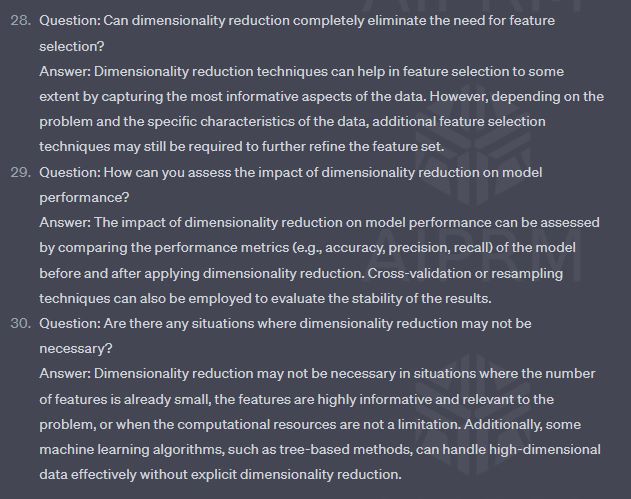 28. Question: Can dimensionality reduction completely eliminate the need for feature
selection?
Answer: Dimensionality reduction techniques can help in feature selection to some
extent by capturing the most informative aspects of the data. However, depending on the
problem and the specific characteristics of the data, additional feature selection
techniques may still be required to further refine the feature set.
29. Question: How can you assess the impact of dimensionality reduction on model
performance?
Answer: The impact of dimensionality reduction on model performance can be assessed
by comparing the performance metrics (e.g., accuracy, precision, recall) of the model
before and after applying dimensionality reduction. Cross-validation or resampling
techniques can also be employed to evaluate the stability of the results.
30. Question: Are there any situations where dimensionality reduction may not be
necessary?
Answer: Dimensionality reduction may not be necessary in situations where the number
of features is already small, the features are highly informative and relevant to the
problem, or when the computational resources are not a limitation. Additionally, some
machine learning algorithms, such as tree-based methods, can handle high-dimensional
data effectively without explicit dimensionality reduction.
AIPRM
AIPRM